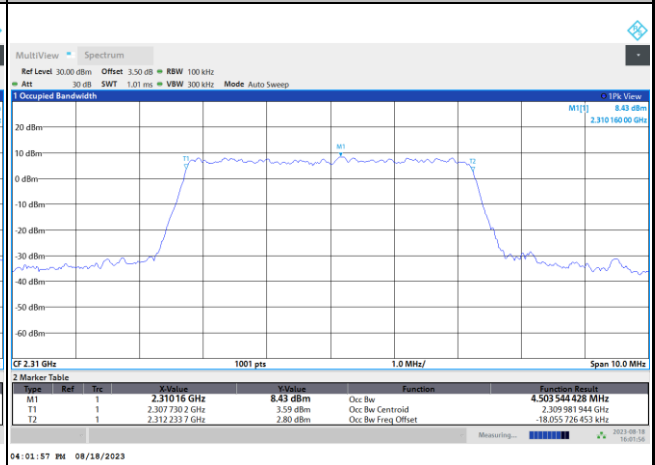 MultiView Spectrum
Ref Level 30.00 dBm Offset 3.50 dB RBW 100 kHz
Att 30 dB SWT 1.01 ms VBW 300 kHz Mode Auto Sweep
1 Occupied Bandwidth 1Pk View
M1[1] 8.43 dBm
2.310 160 00 GHz
20 dBm
M1
10 dBm
T1 T2
0 dBm
-10 dBm
-20 dBm
-30 dBm
-40 dBm
-50 dBm
-60 dBm
CF 2.31 GHz 1001 pts 1.0 MHz/ Span 10.0 MHz
2 Marker Table
Type Ref Trc X-Value Y-Value Function Function Result
M1 1 2.310 16 GHz 8.43 dBm Occ Bw 4.503 544 428 MHz
T1 1 2.307 730 2 GHz 3.59 dBm Occ Bw Centroid 2.309 981 944 GHz
T2 1 2.312 233 7 GHz 2.80 dBm Occ Bw Freq Offset -18.055 726 453 kHz
Measuring... 2023-08-18
16:01:56
04:01:57 PM 08/18/2023